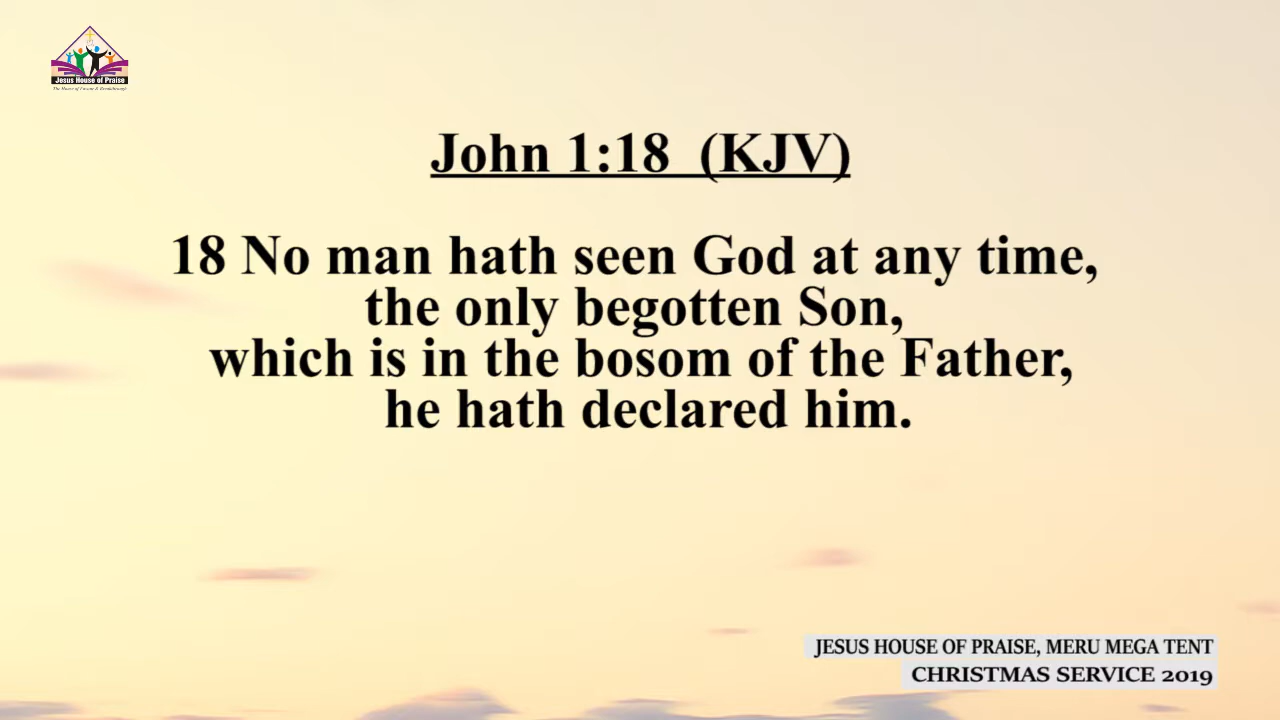 Jesus House of Praise
John 1:18 (KJV)
18 No man hath seen God at any time,
the only begotten Son,
which is in the bosom of the Father,
he hath declared him.
JESUS HOUSE OF PRAISE, MERU MEGA TENT
CHRISTMAS SERVICE 2019